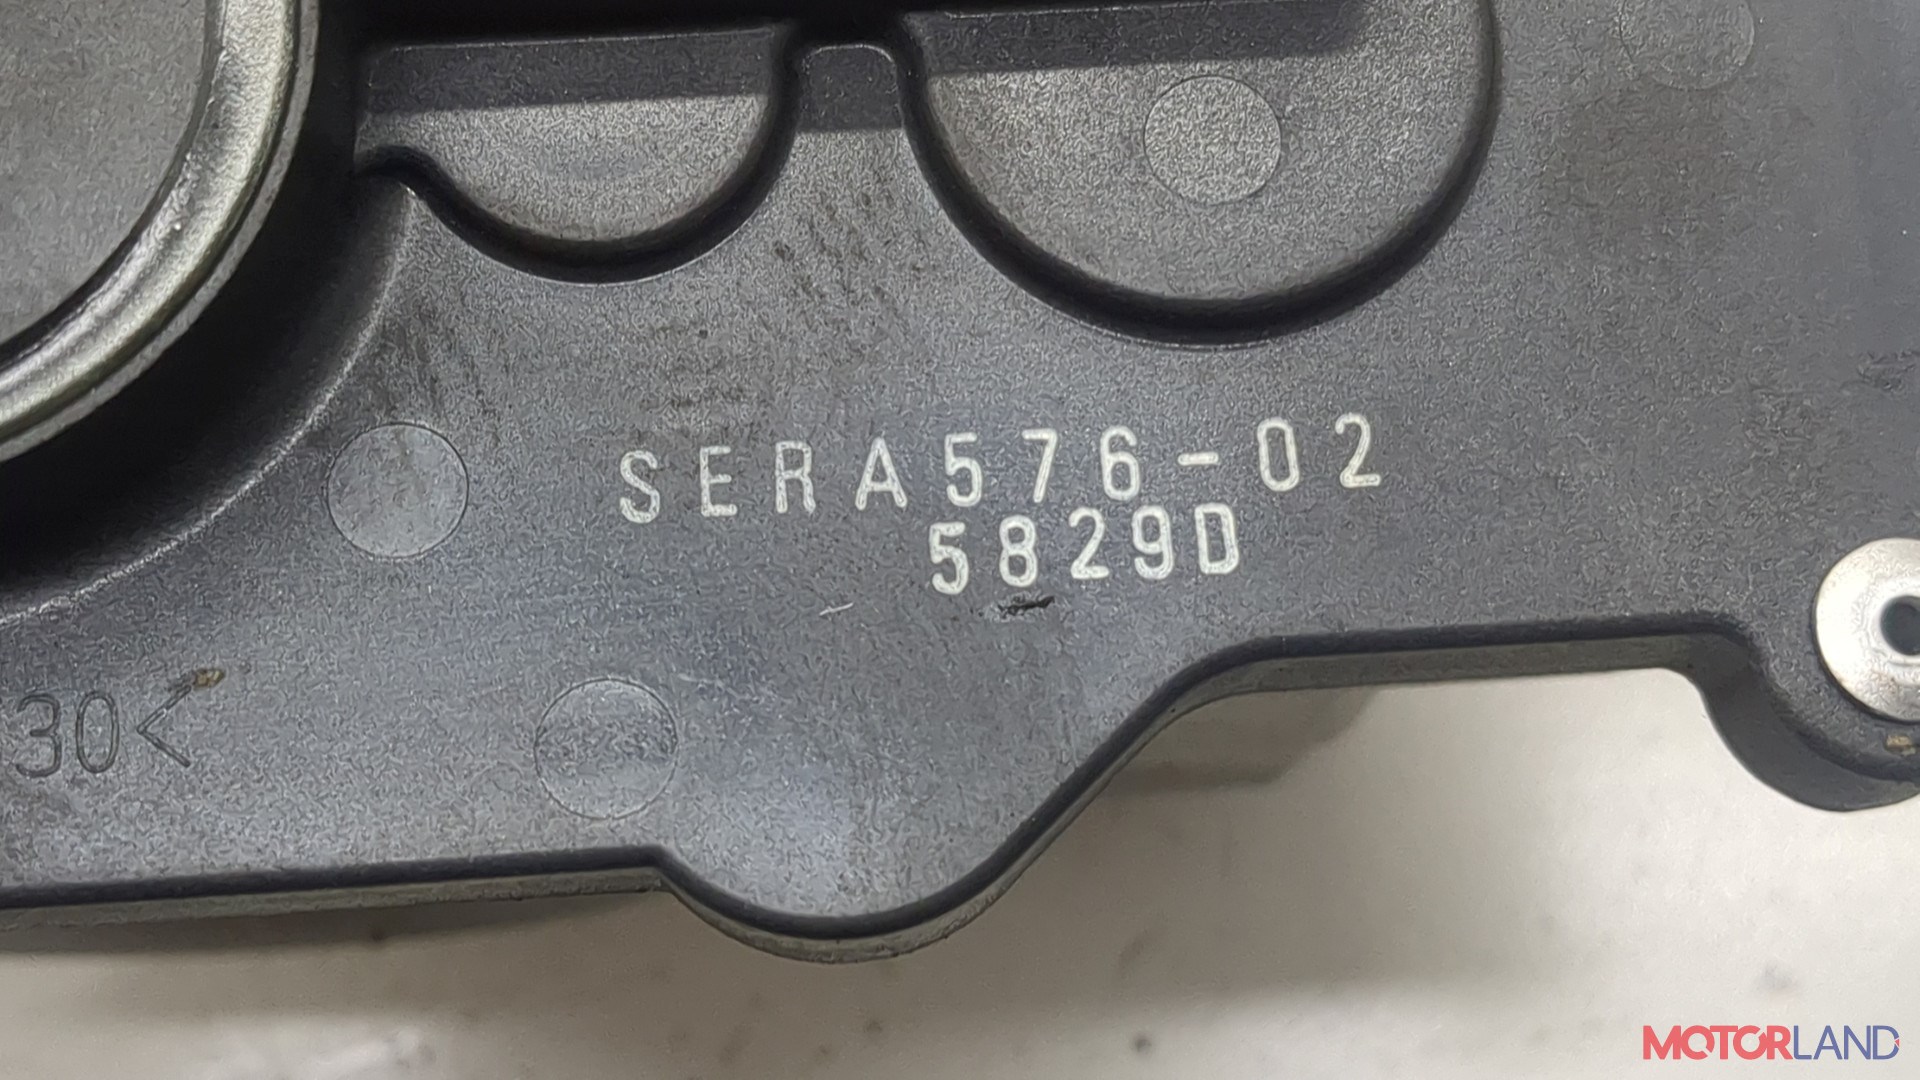 SERA576-02
5829D
30<
MOTORLAND